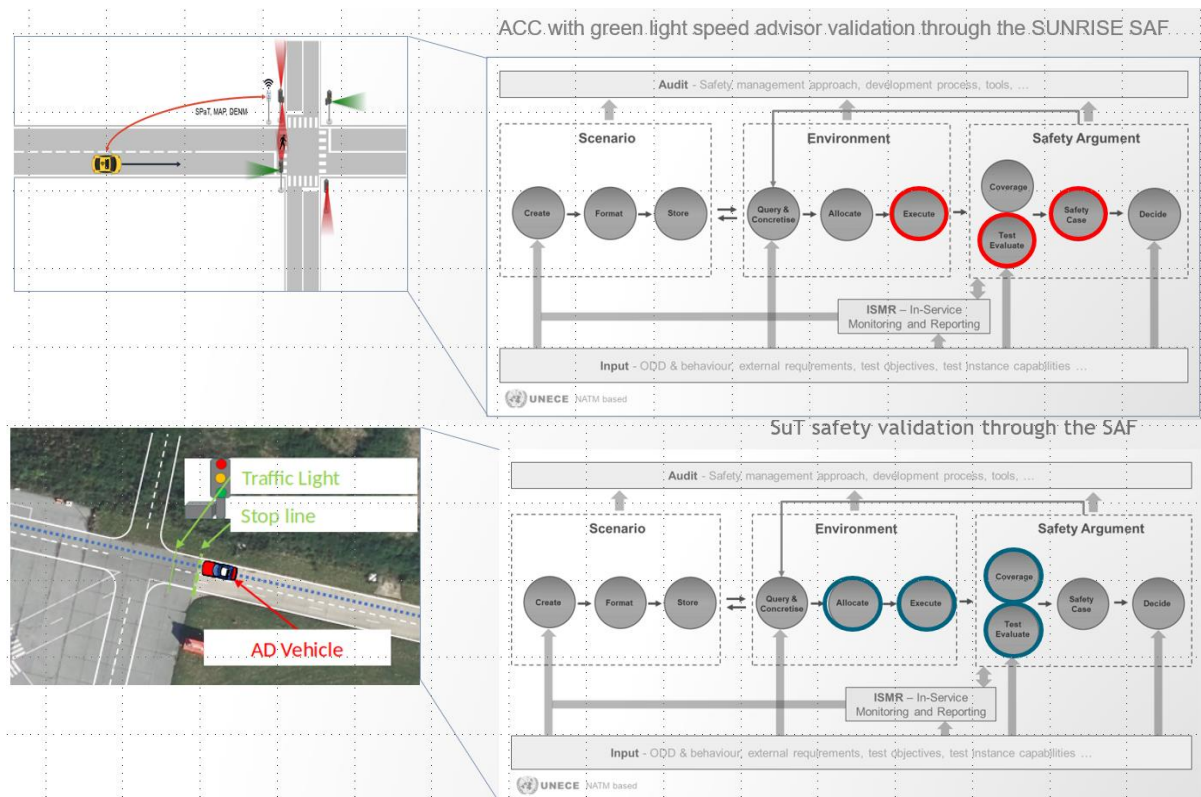 ACC with green light speed advisor validation through the SUNRISE SAF
SPaT, MAP, DENM
Audit - Safety management approach, development process, tools, ...
Scenario
Environment
Safety Argument
Create
Format
Store
Query &
Concretise
Allocate
Execute
Coverage
Test
Evaluate
Safety
Case
Decide
ISMR – In-Service
Monitoring and Reporting
Input - ODD & behaviour, external requirements, test objectives, test instance capabilities ...
UNECE NATM based
SuT safety validation through the SAF
Traffic Light
Stop line
AD Vehicle
Audit - Safety management approach, development process, tools, ...
Scenario
Environment
Safety Argument
Create
Format
Store
Query &
Concretise
Allocate
Execute
Coverage
Test
Evaluate
Safety
Case
Decide
ISMR – In-Service
Monitoring and Reporting
Input - ODD & behaviour, external requirements, test objectives, test instance capabilities ...
UNECE NATM based